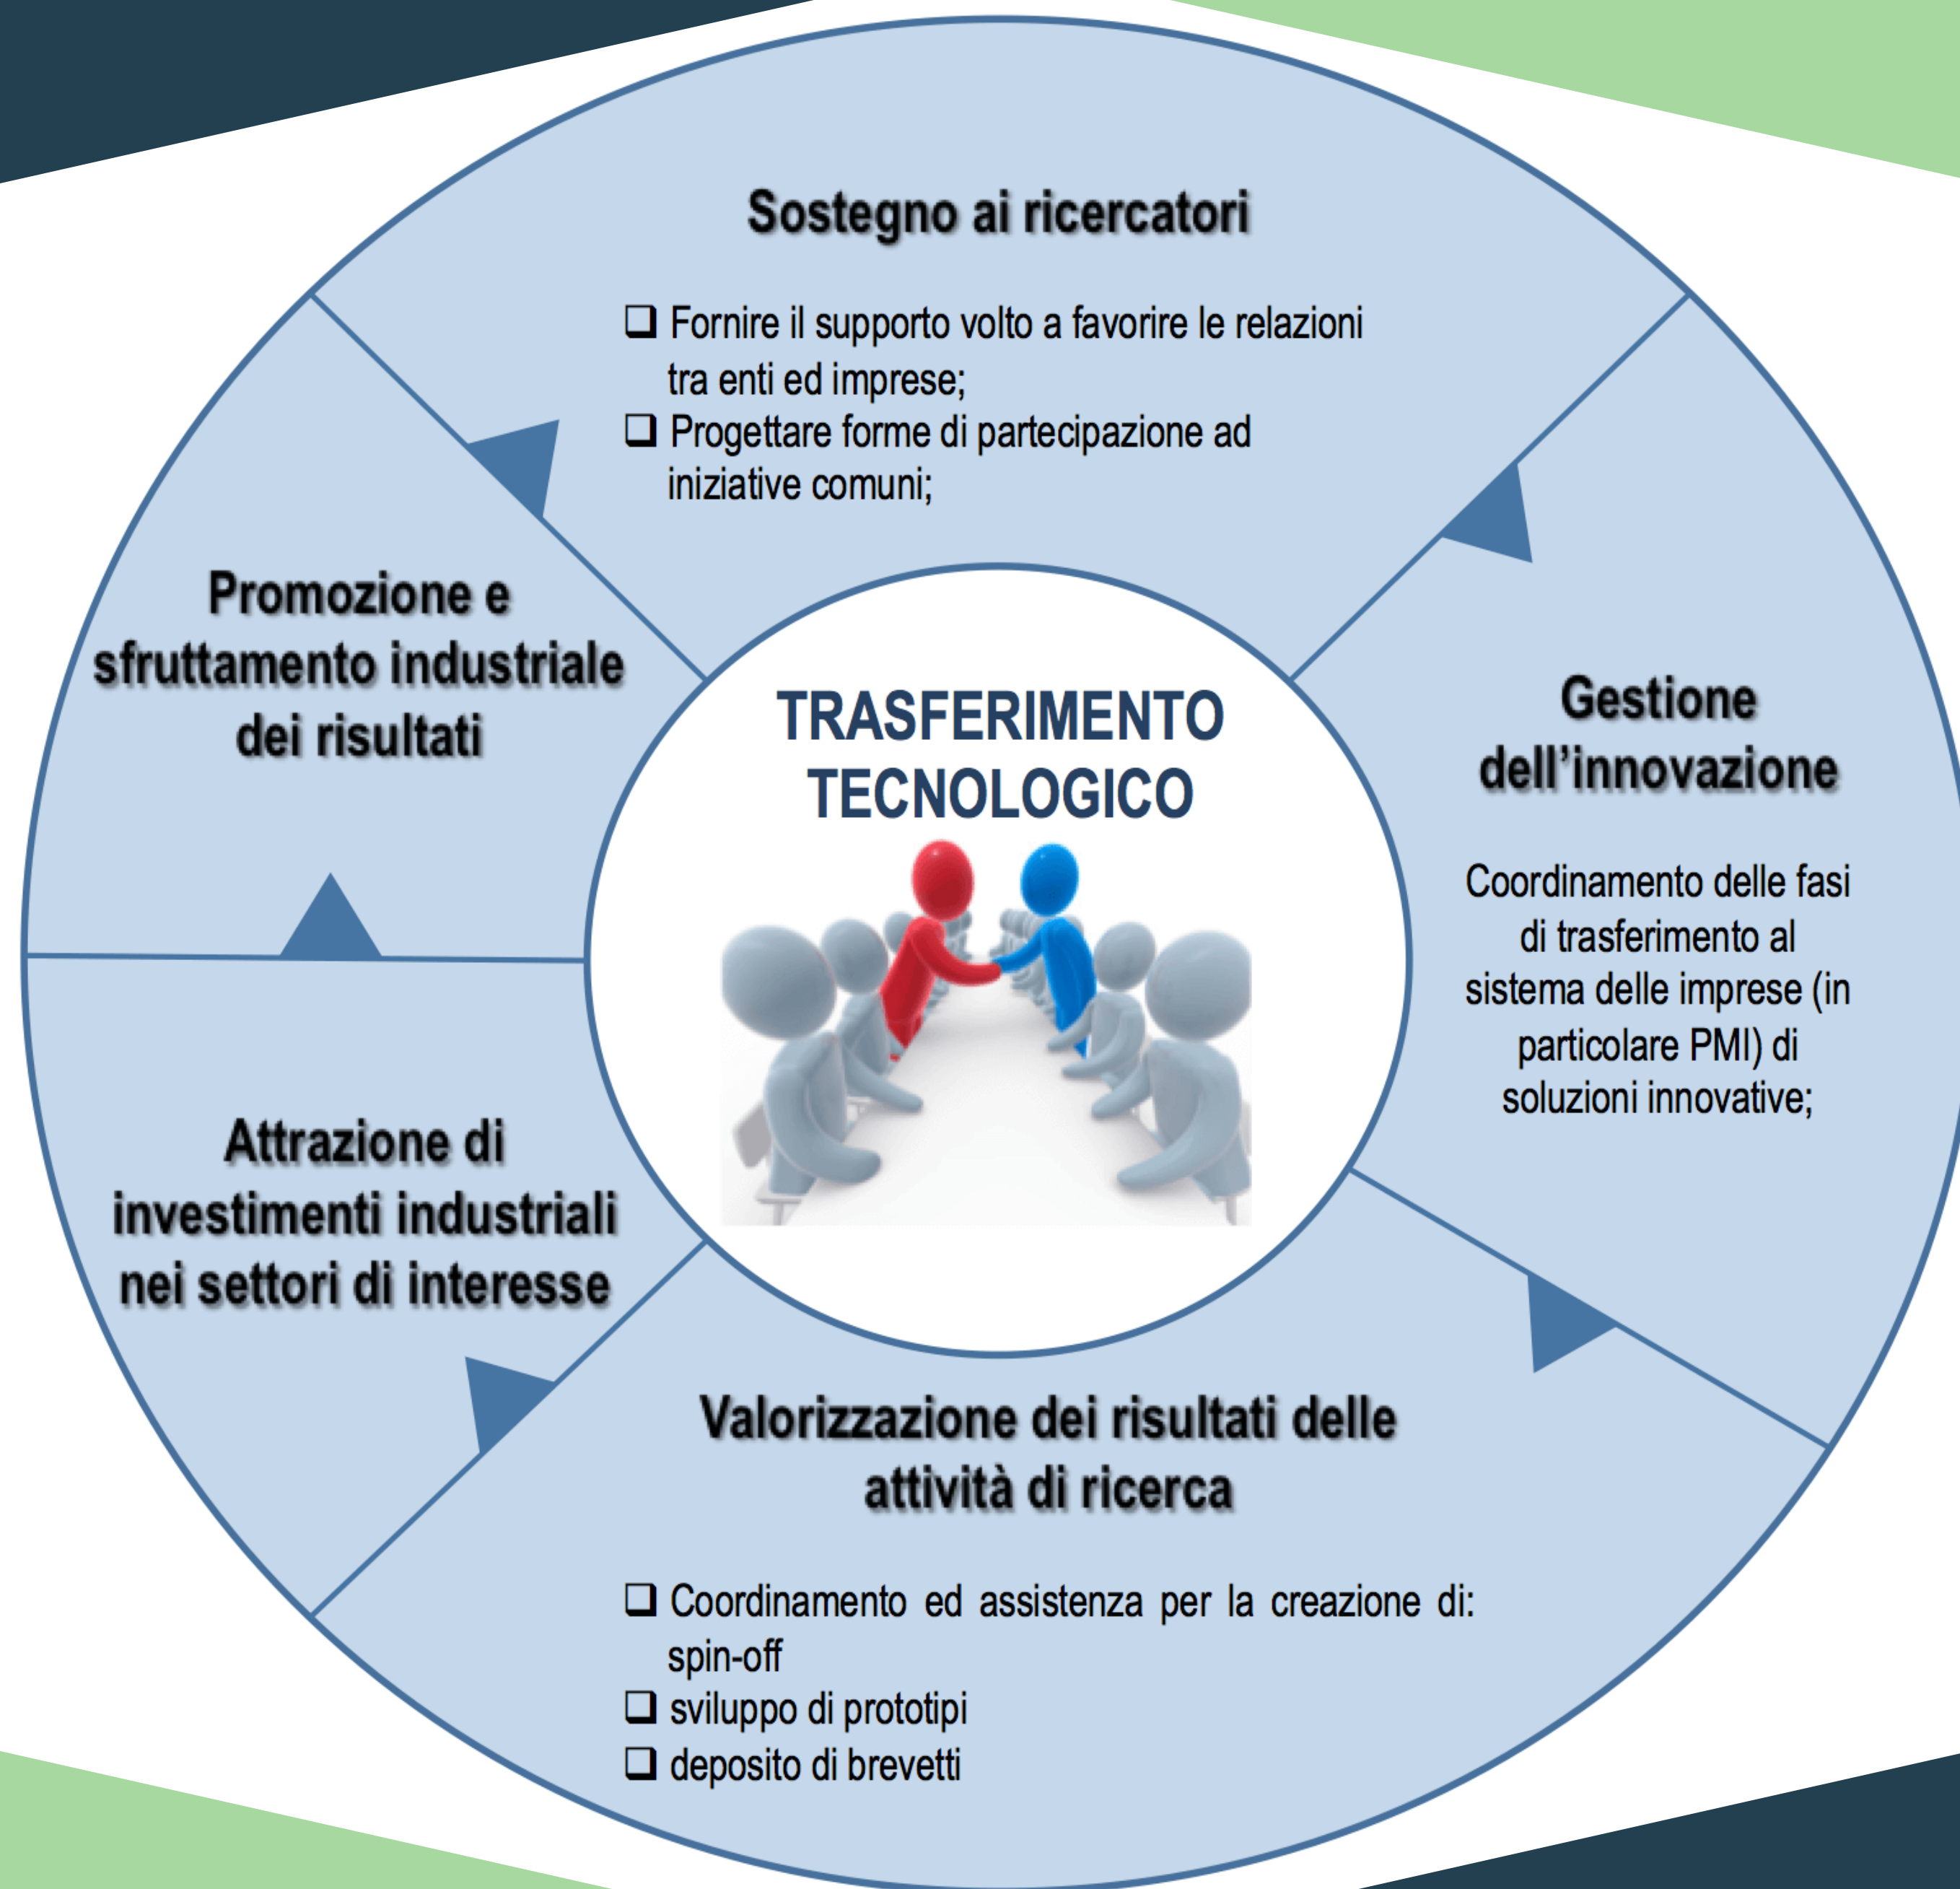 Sostegno ai ricercatori
❑ Fornire il supporto volto a favorire le relazioni
tra enti ed imprese;
❑ Progettare forme di partecipazione ad
iniziative comuni;
Promozione e
sfruttamento industriale
dei risultati
TRASFERIMENTO
TECNOLOGICO
Gestione
dell’innovazione
Coordinamento delle fasi
di trasferimento al
sistema delle imprese (in
particolare PMI) di
soluzioni innovative;
Attrazione di
investimenti industriali
nei settori di interesse
Valorizzazione dei risultati delle
attività di ricerca
❑ Coordinamento ed assistenza per la creazione di:
spin-off
❑ sviluppo di prototipi
❑ deposito di brevetti